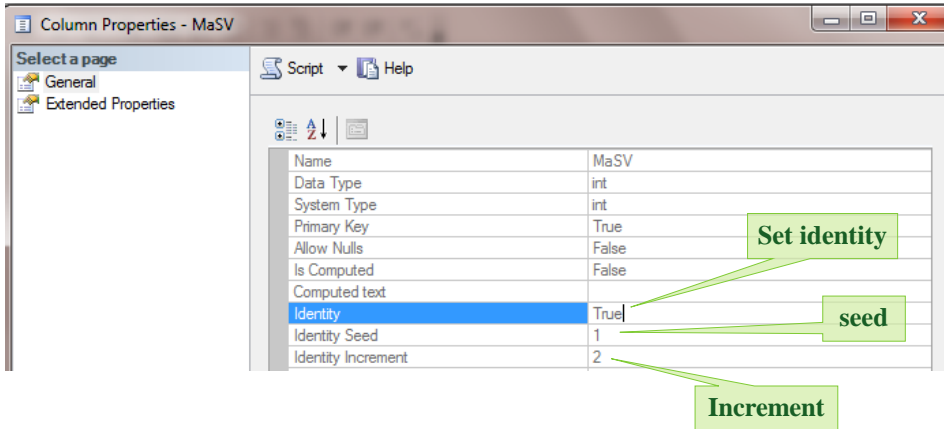 Column Properties - MaSV
Select a page
General
Extended Properties
Script Help
Name MaSV
Data Type int
System Type int
Primary Key True
Allow Nulls False
Is Computed False
Computed text
Identity True
Identity Seed 1
Identity Increment 2
Set identity
seed
Increment